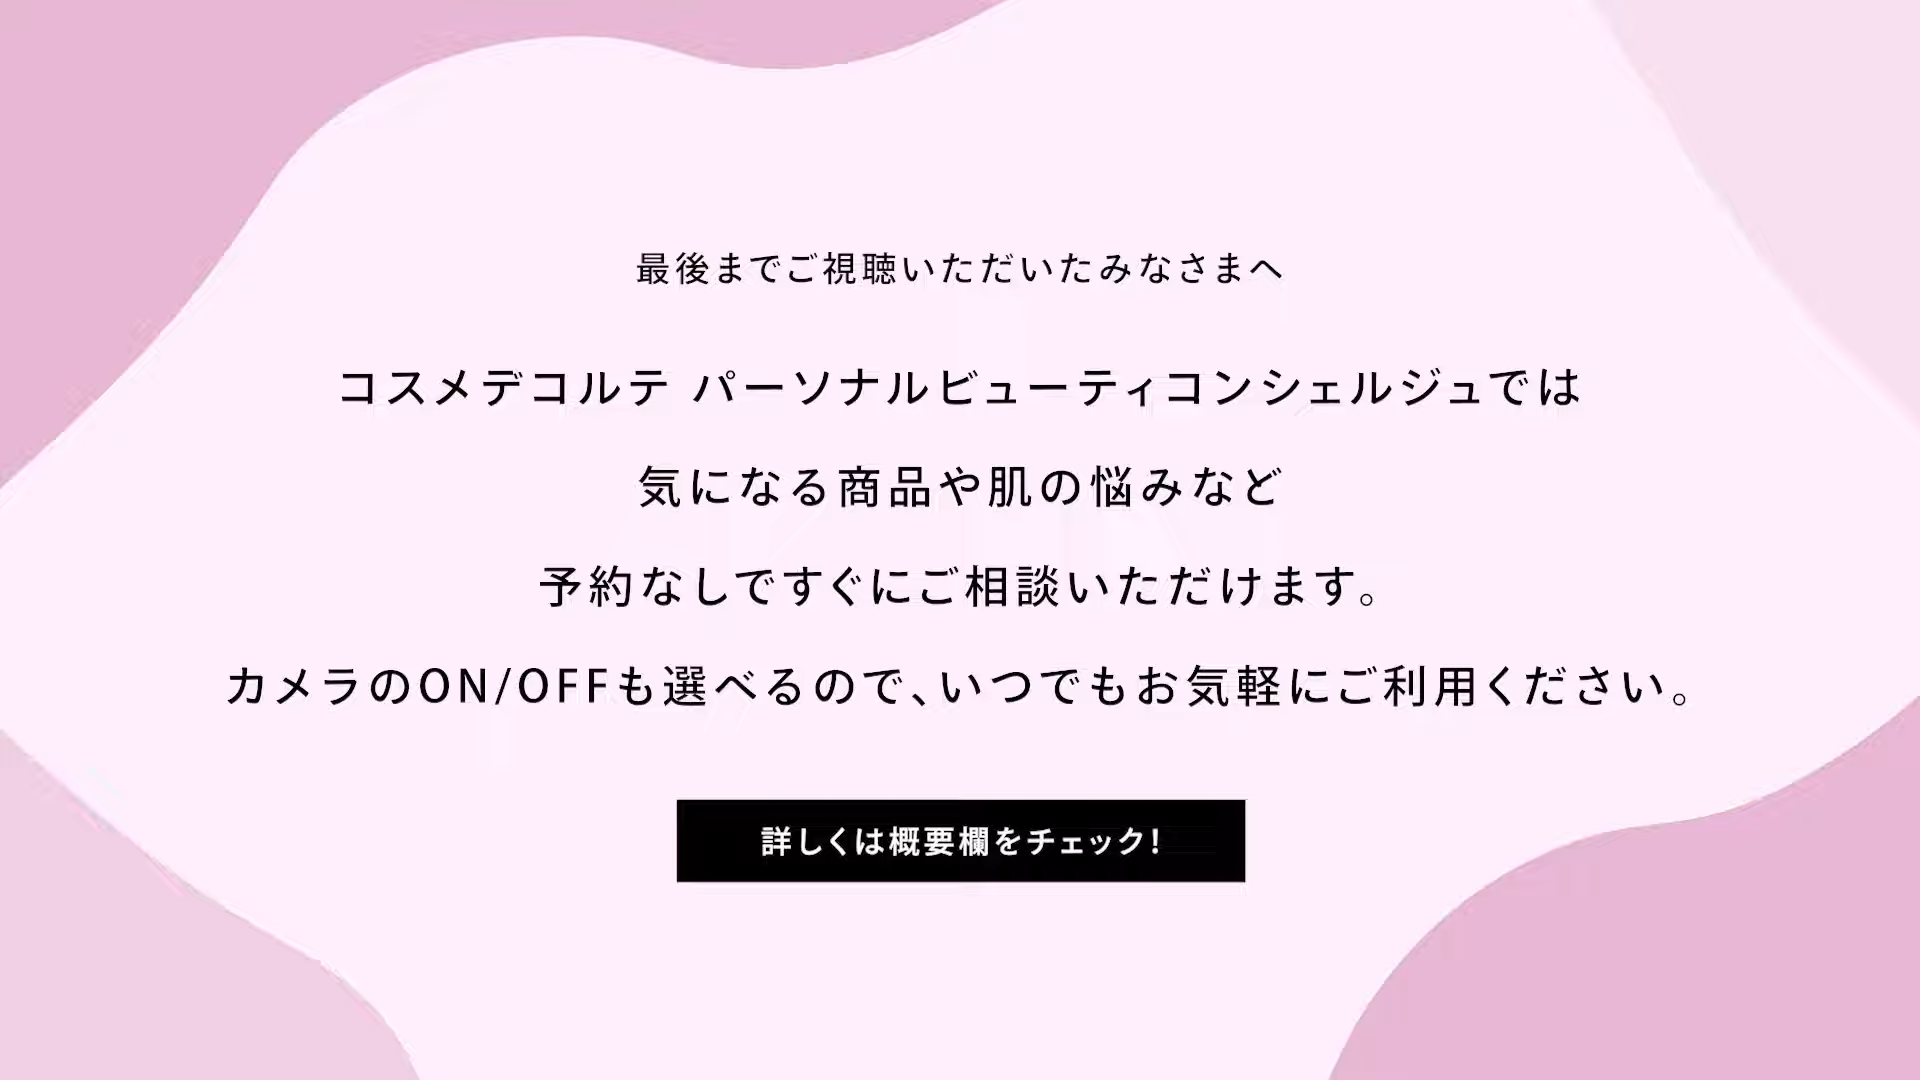 最後までご視聴いただいたみなさまへ
コスメデコルテ パーソナルビューティコンシェルジュでは
気になる商品や肌の悩みなど
予約なしですぐにご相談いただけます。
カメラのON/OFFも選べるので、いつでもお気軽にご利用ください。
詳しくは概要欄をチェック!